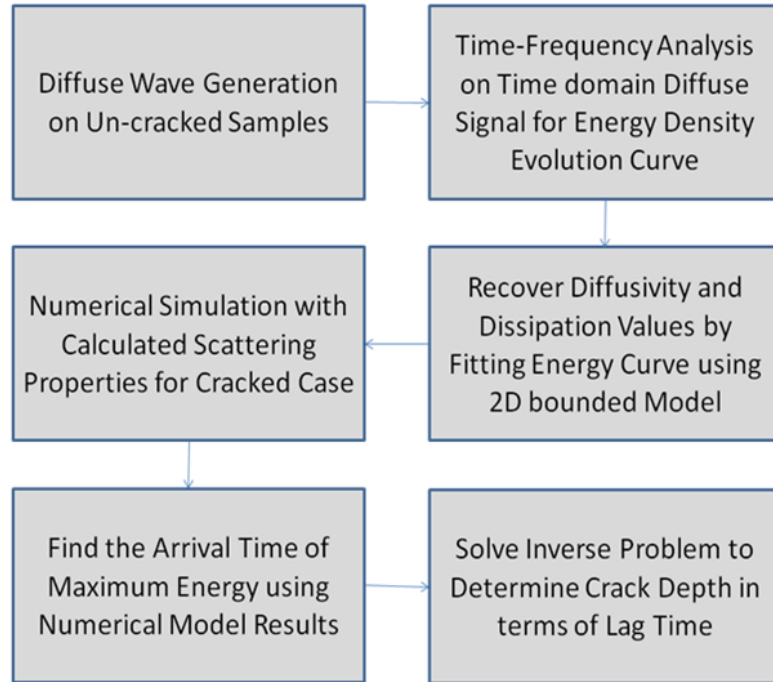 Diffuse Wave Generation
on Un-cracked Samples
Time-Frequency Analysis
on Time domain Diffuse
Signal for Energy Density
Evolution Curve
Recover Diffusivity and
Dissipation Values by
Fitting Energy Curve using
2D bounded Model
Numerical Simulation with
Calculated Scattering
Properties for Cracked Case
Find the Arrival Time of
Maximum Energy using
Numerical Model Results
Solve Inverse Problem to
Determine Crack Depth in
terms of Lag Time